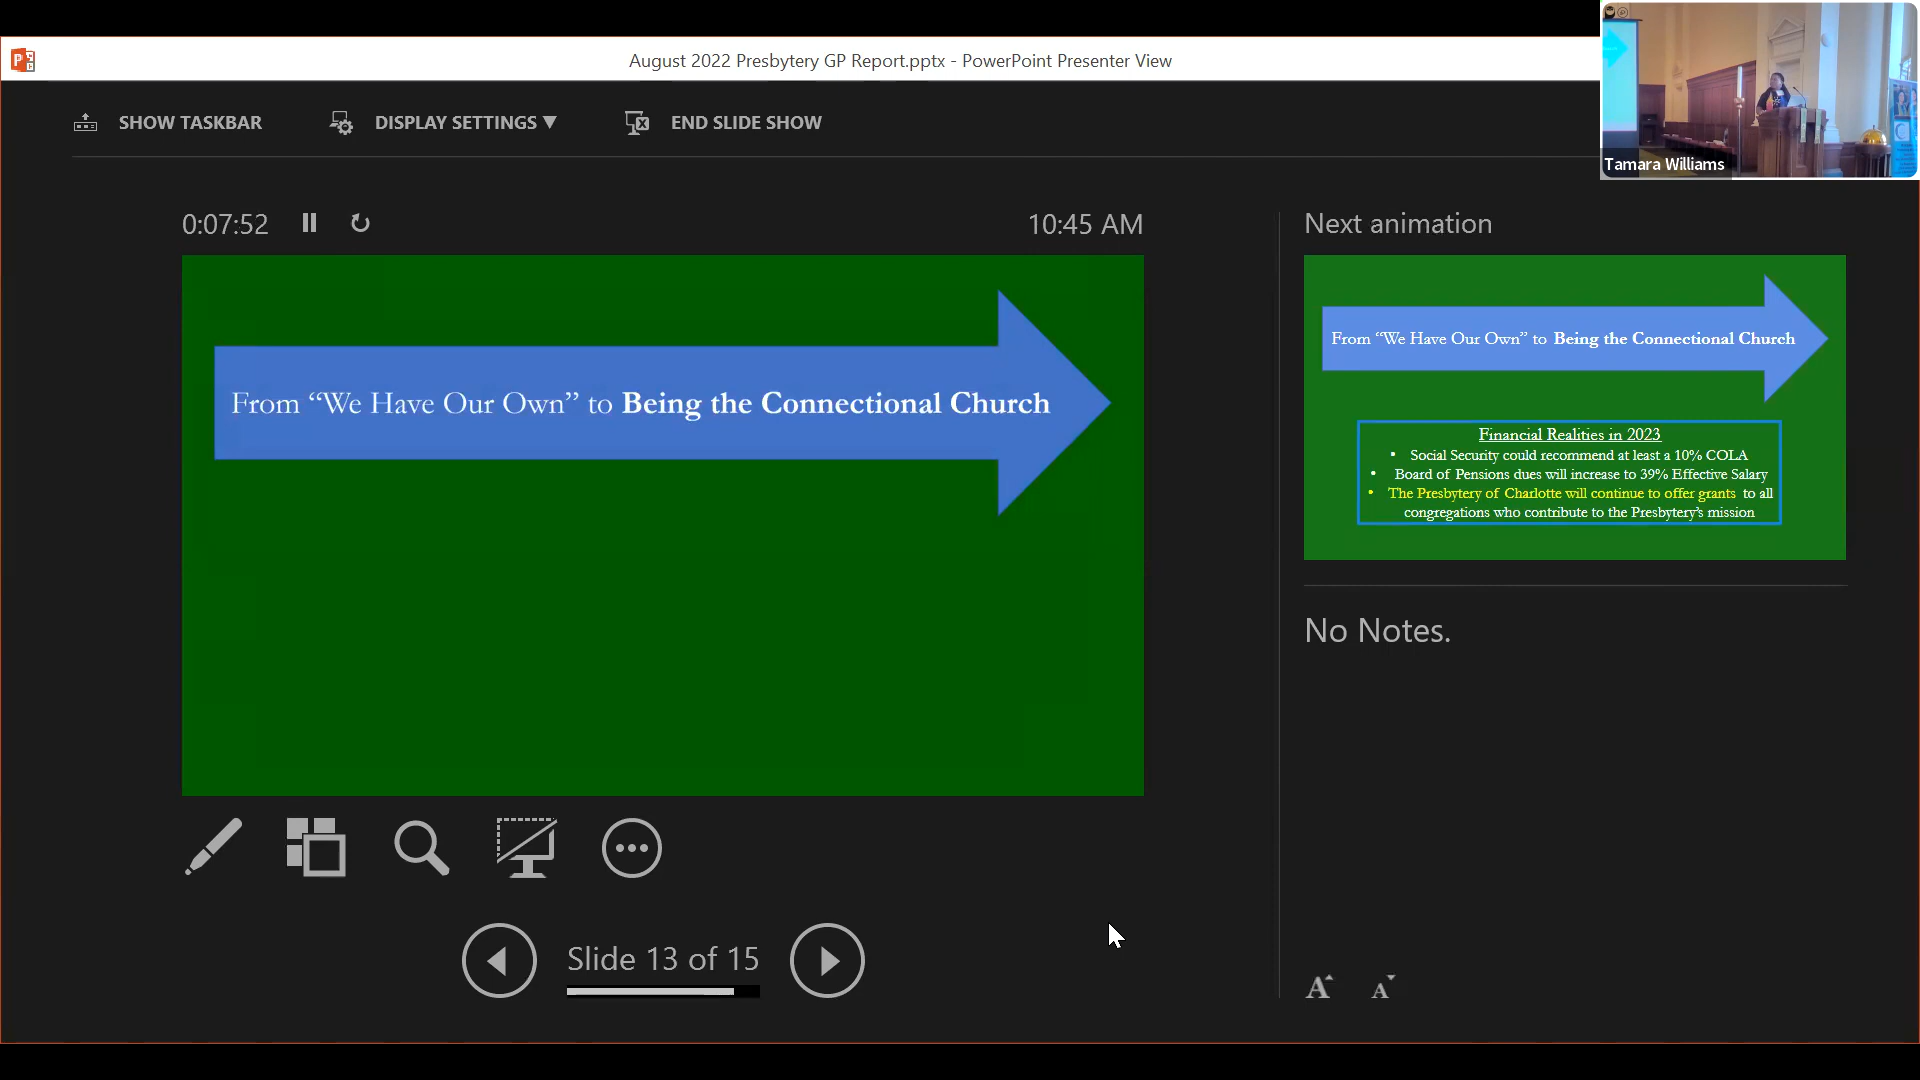 August 2022 Presbytery GP Report.pptx - PowerPoint Presenter View
SHOW TASKBAR
DISPLAY SETTINGS ▼
END SLIDE SHOW
Tamara Williams
0:07:52
10:45 AM
From “We Have Our Own” to Being the Connectional Church
Slide 13 of 15
Next animation
From “We Have Our Own” to Being the Connectional Church
Financial Realities in 2023
• Social Security could recommend at least a 10% COLA
• Board of Pensions dues will increase to 39% Effective Salary
• The Presbytery of Charlotte will continue to offer grants to all
congregations who contribute to the Presbytery’s mission
No Notes.
A A